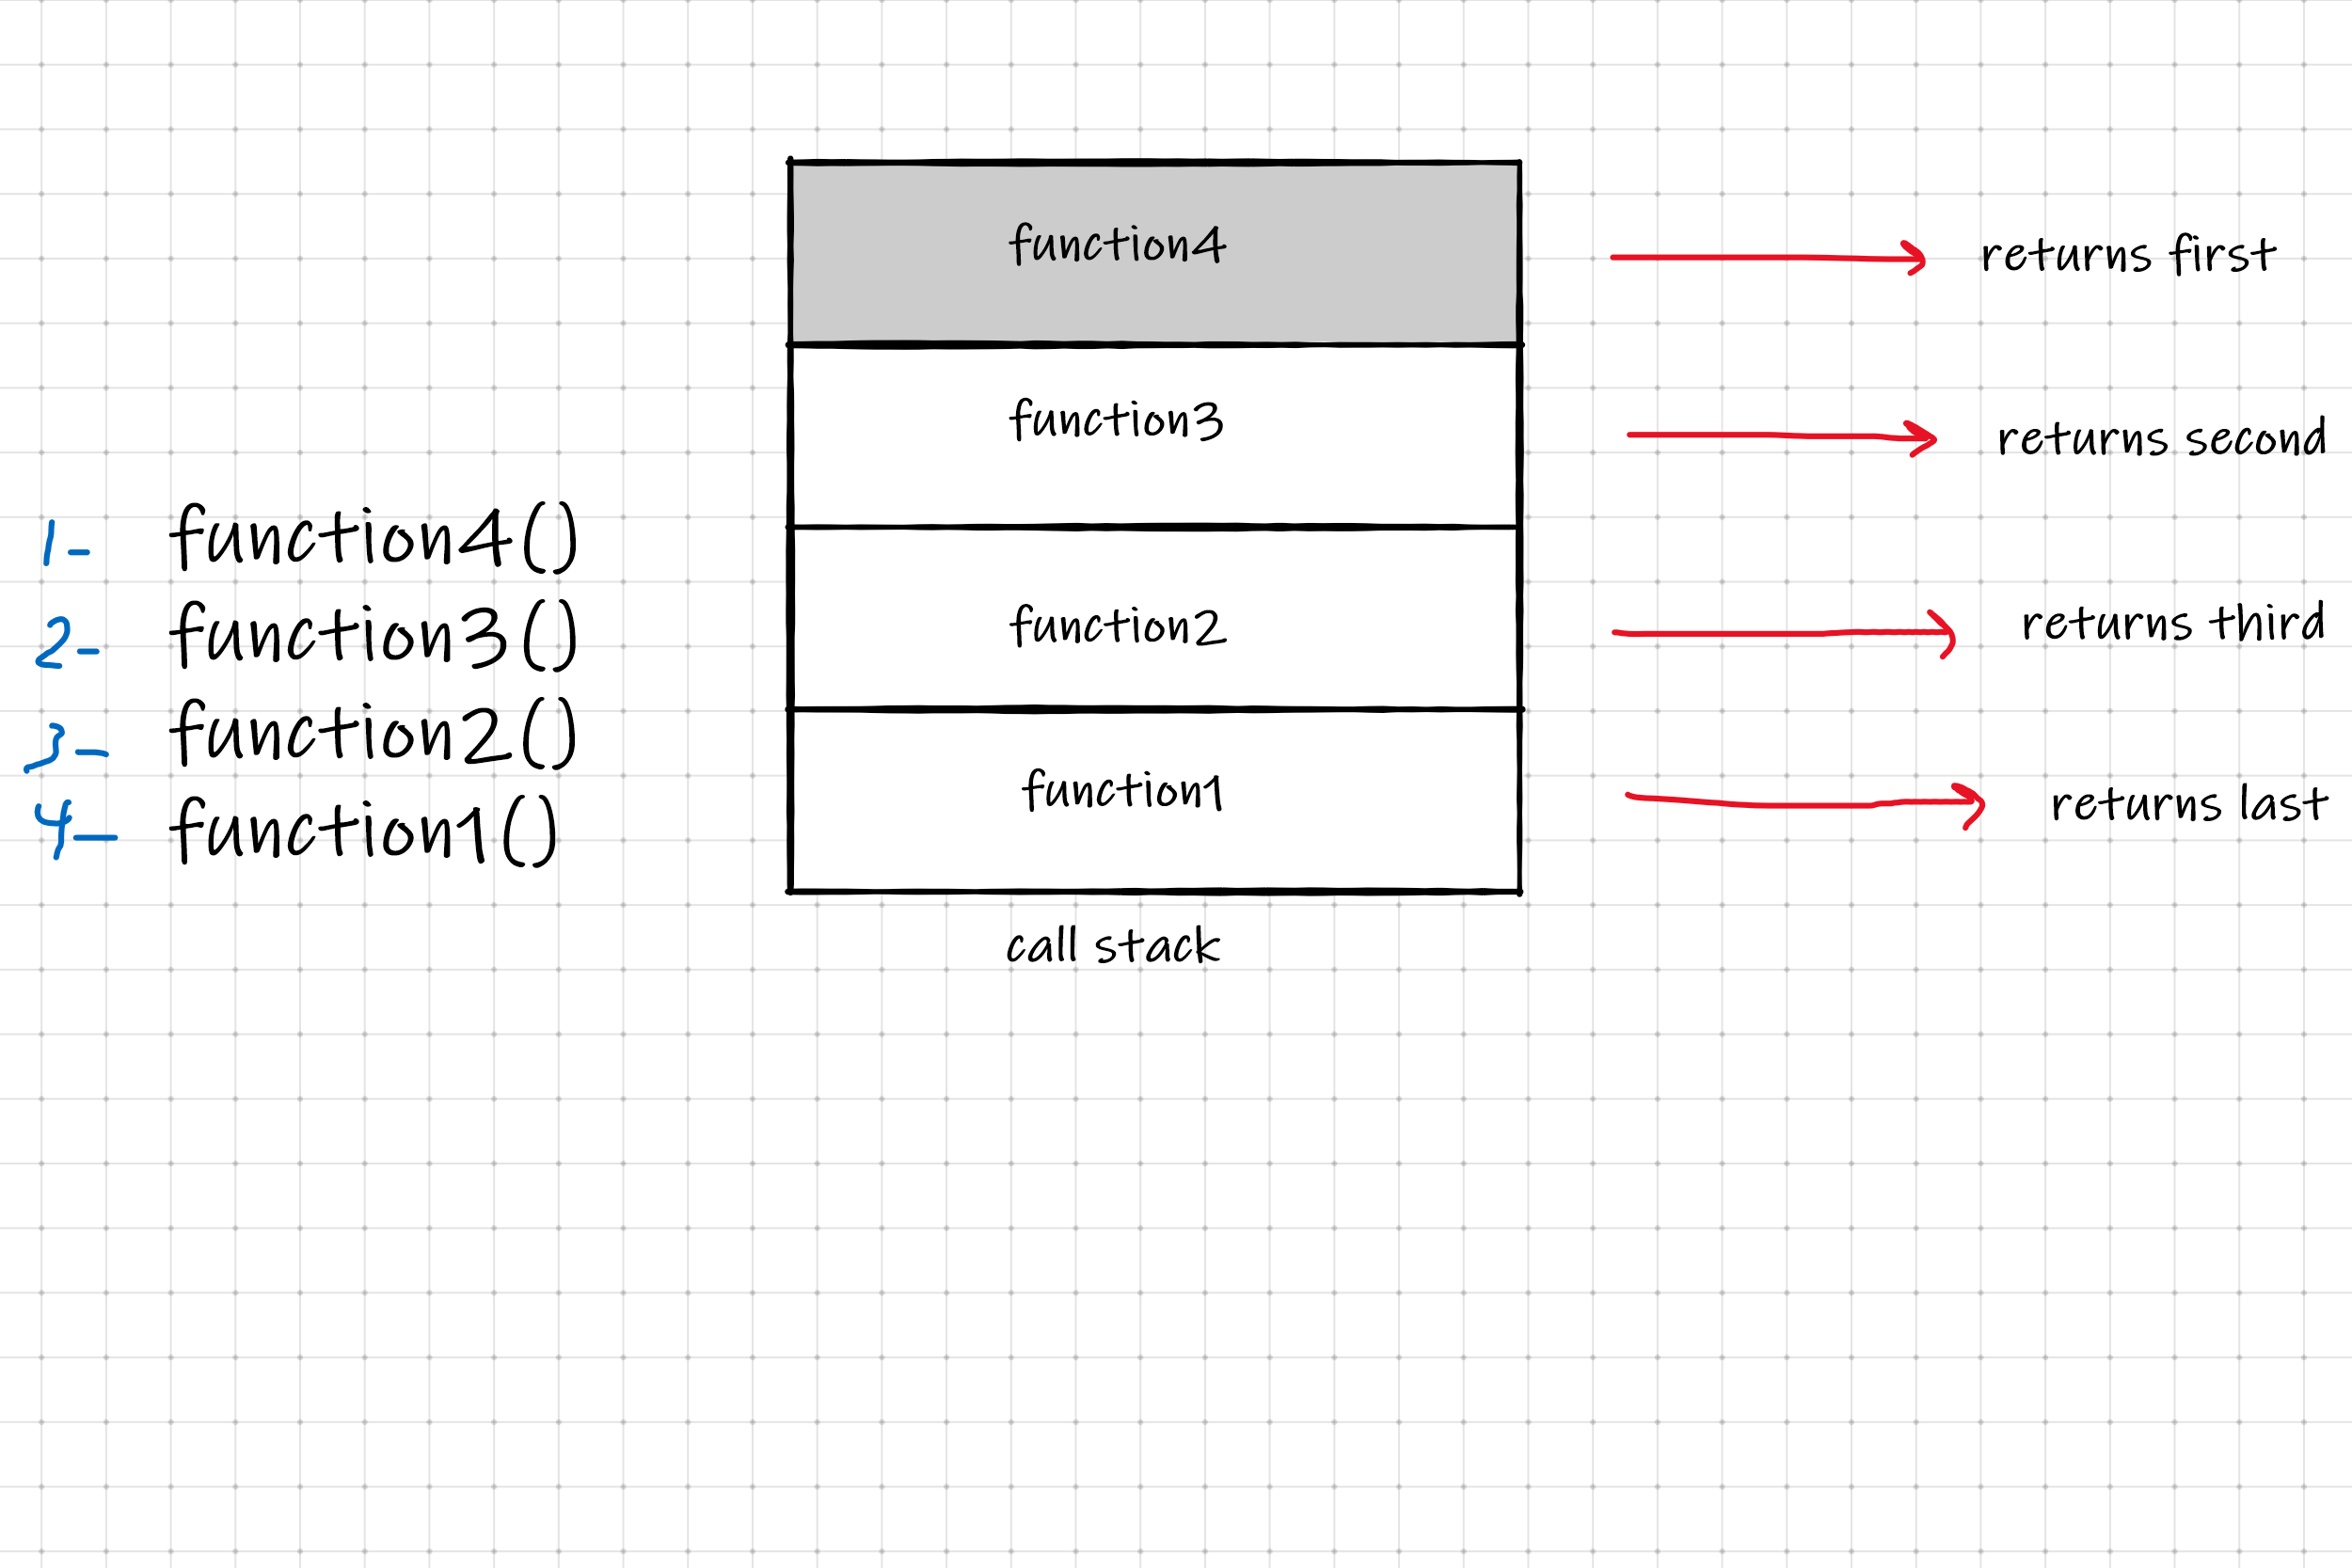 function4
returns first
function3
returns second
1- function4()
2- function3()
3- function2()
4- function1()
function2
returns third
function1
returns last
call stack